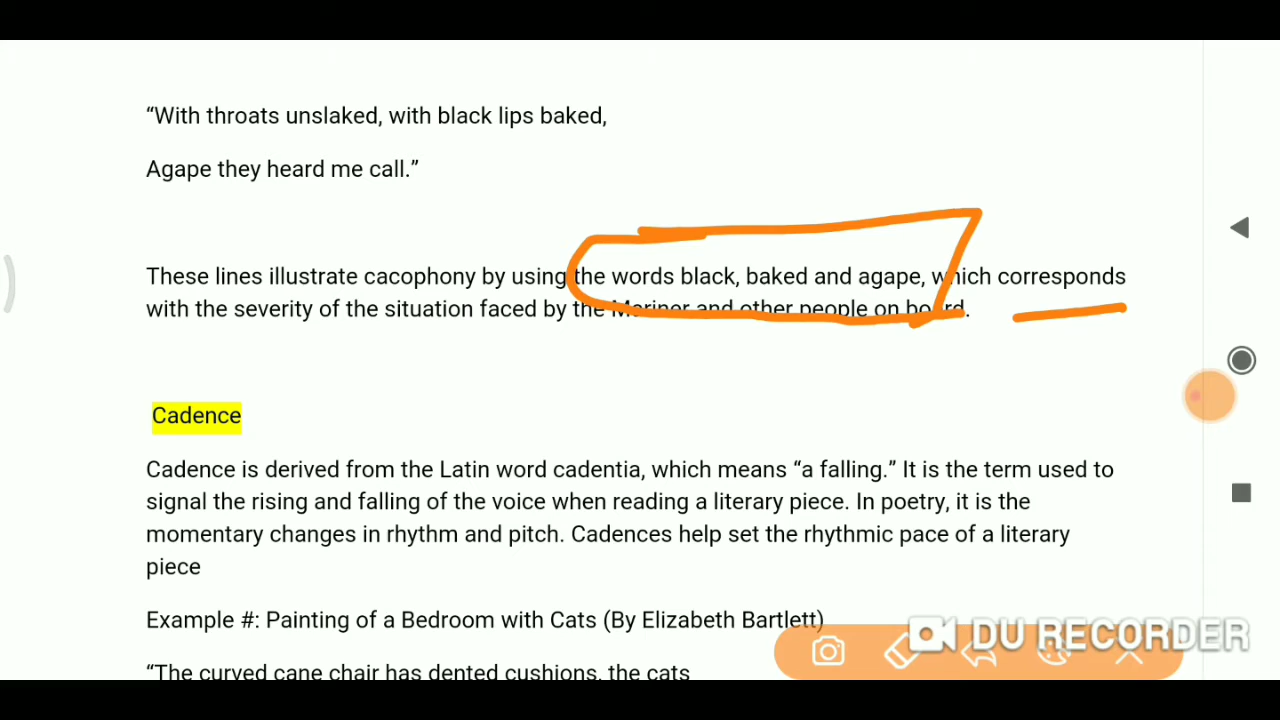 “With throats unslaked, with black lips baked,
Agape they heard me call.”
These lines illustrate cacophony by using the words black, baked and agape, which corresponds
with the severity of the situation faced by the Mariner and other people on board.
Cadence
Cadence is derived from the Latin word cadentia, which means “a falling.” It is the term used to
signal the rising and falling of the voice when reading a literary piece. In poetry, it is the
momentary changes in rhythm and pitch. Cadences help set the rhythmic pace of a literary
piece
Example #: Painting of a Bedroom with Cats (By Elizabeth Bartlett)
DU RECORDER
“The curved cane chair has dented cushions, the cats